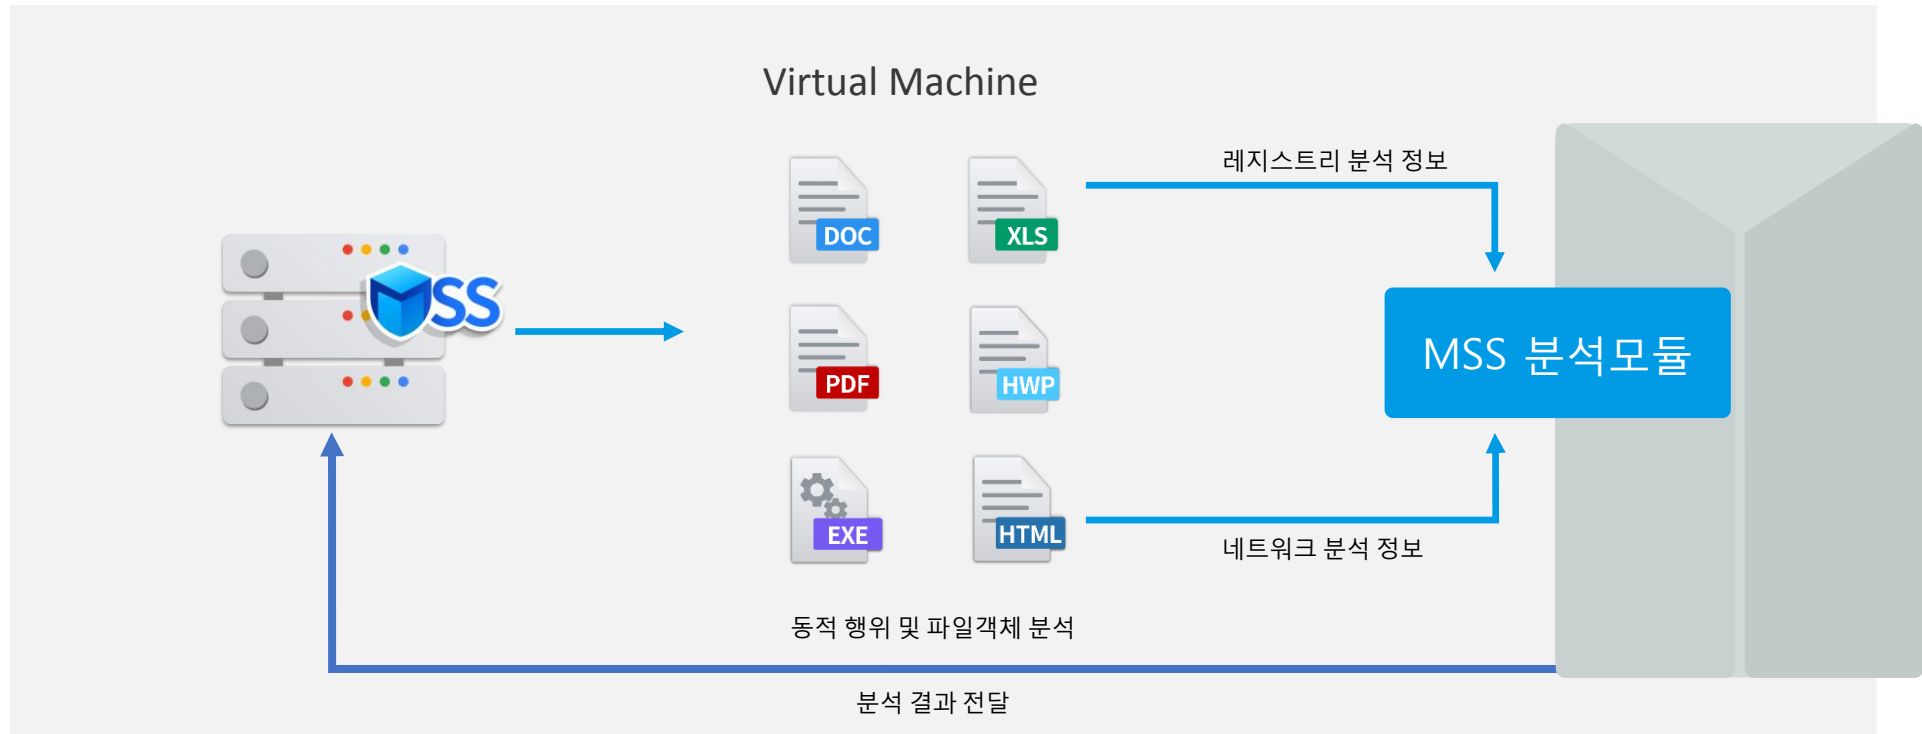 Virtual Machine
레지스트리 분석 정보
DOC
XLS
SS
PDF
HWP
MSS 분석모듈
EXE
HTML
네트워크 분석 정보
동적 행위 및 파일객체 분석
분석 결과 전달